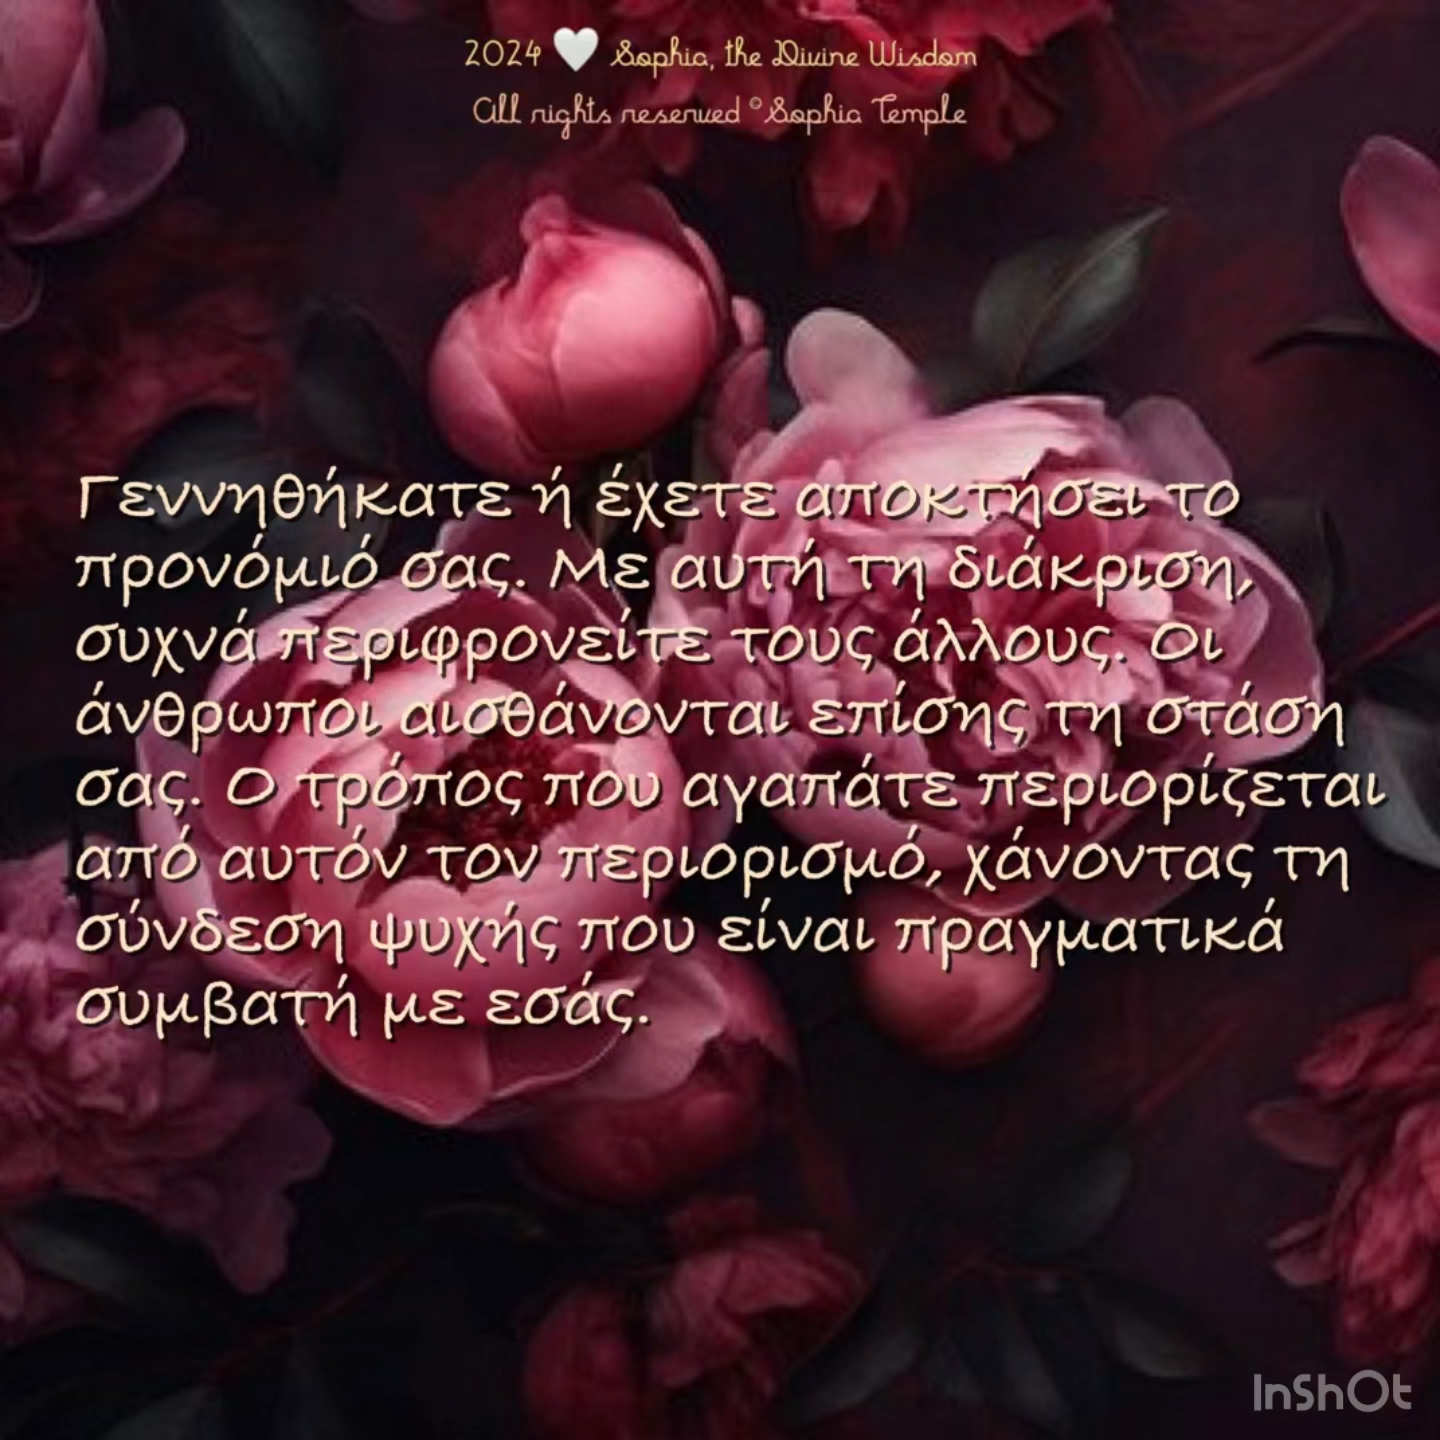 2024 🤍 Sophia, the Divine Wisdom
All rights reserved ©Sophia Temple
Γεννηθήκατε ή έχετε αποκτήσει το
προνόμιό σας. Με αυτή τη διάκριση,
συχνά περιφρονείτε τους άλλους. Οι
άνθρωποι αισθάνονται επίσης τη στάση
σας. Ο τρόπος που αγαπάτε περιορίζεται
από αυτόν τον περιορισμό, χάνοντας τη
σύνδεση ψυχής που είναι πραγματικά
συμβατή με εσάς.
InShOt